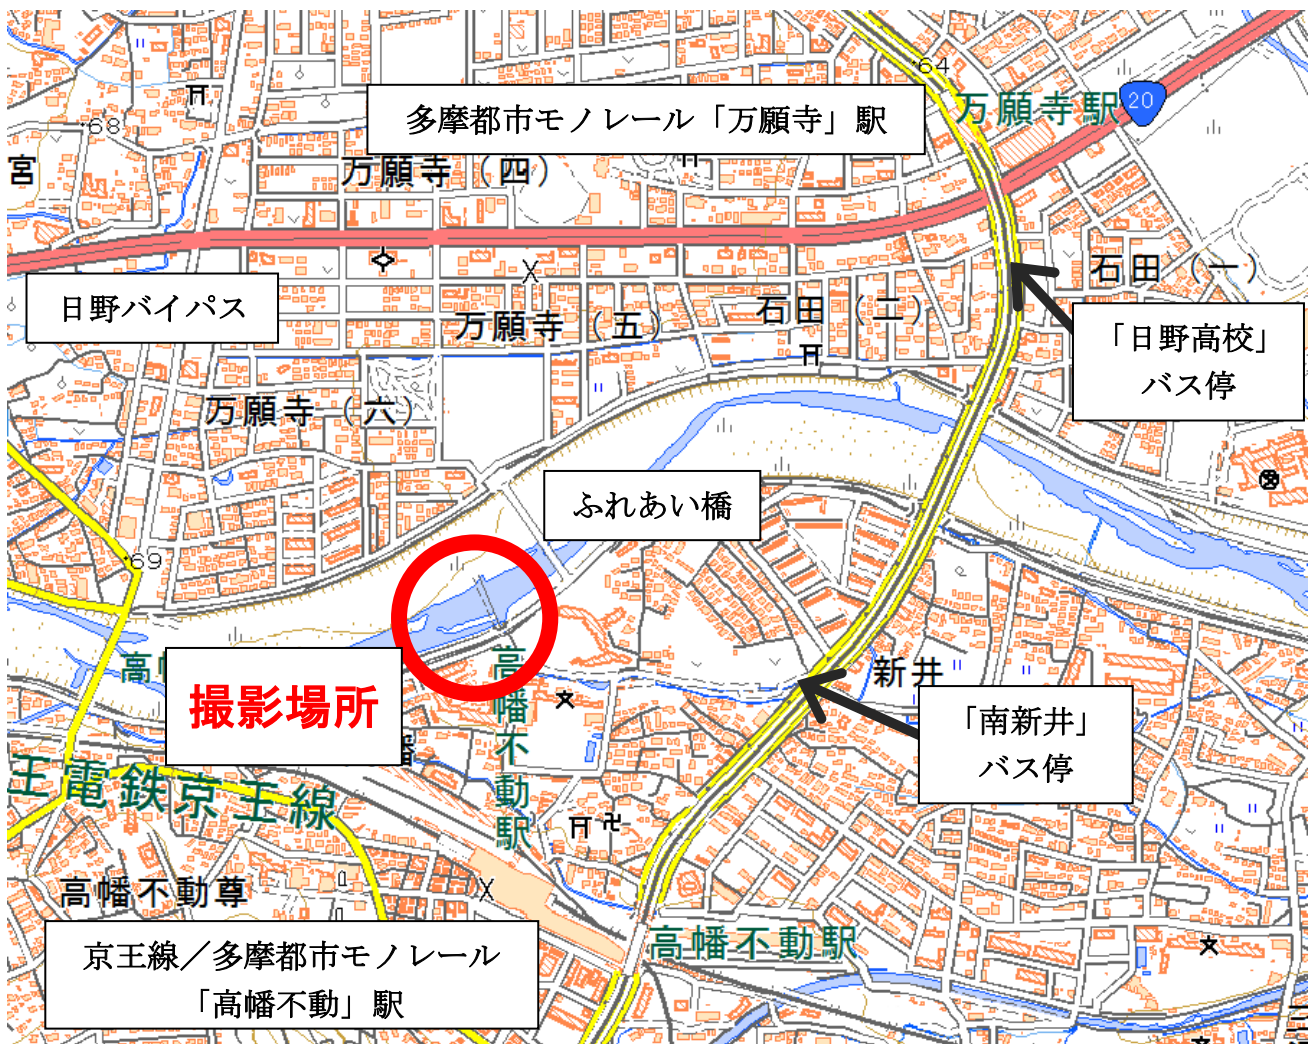 64
万願寺駅
20
多摩都市モノレール「万願寺」駅
68
宮
万願寺(四)
日野バイパス
石田(一)
万願寺(五)
石田(二)
「日野高校」
バス停
万願寺(六)
ふれあい橋
69
高
撮影場所
高幡不動駅
新井
「南新井」
バス停
王電鉄京王線
高幡不動尊
高幡不動駅
京王線／多摩都市モノレール
「高幡不動」駅